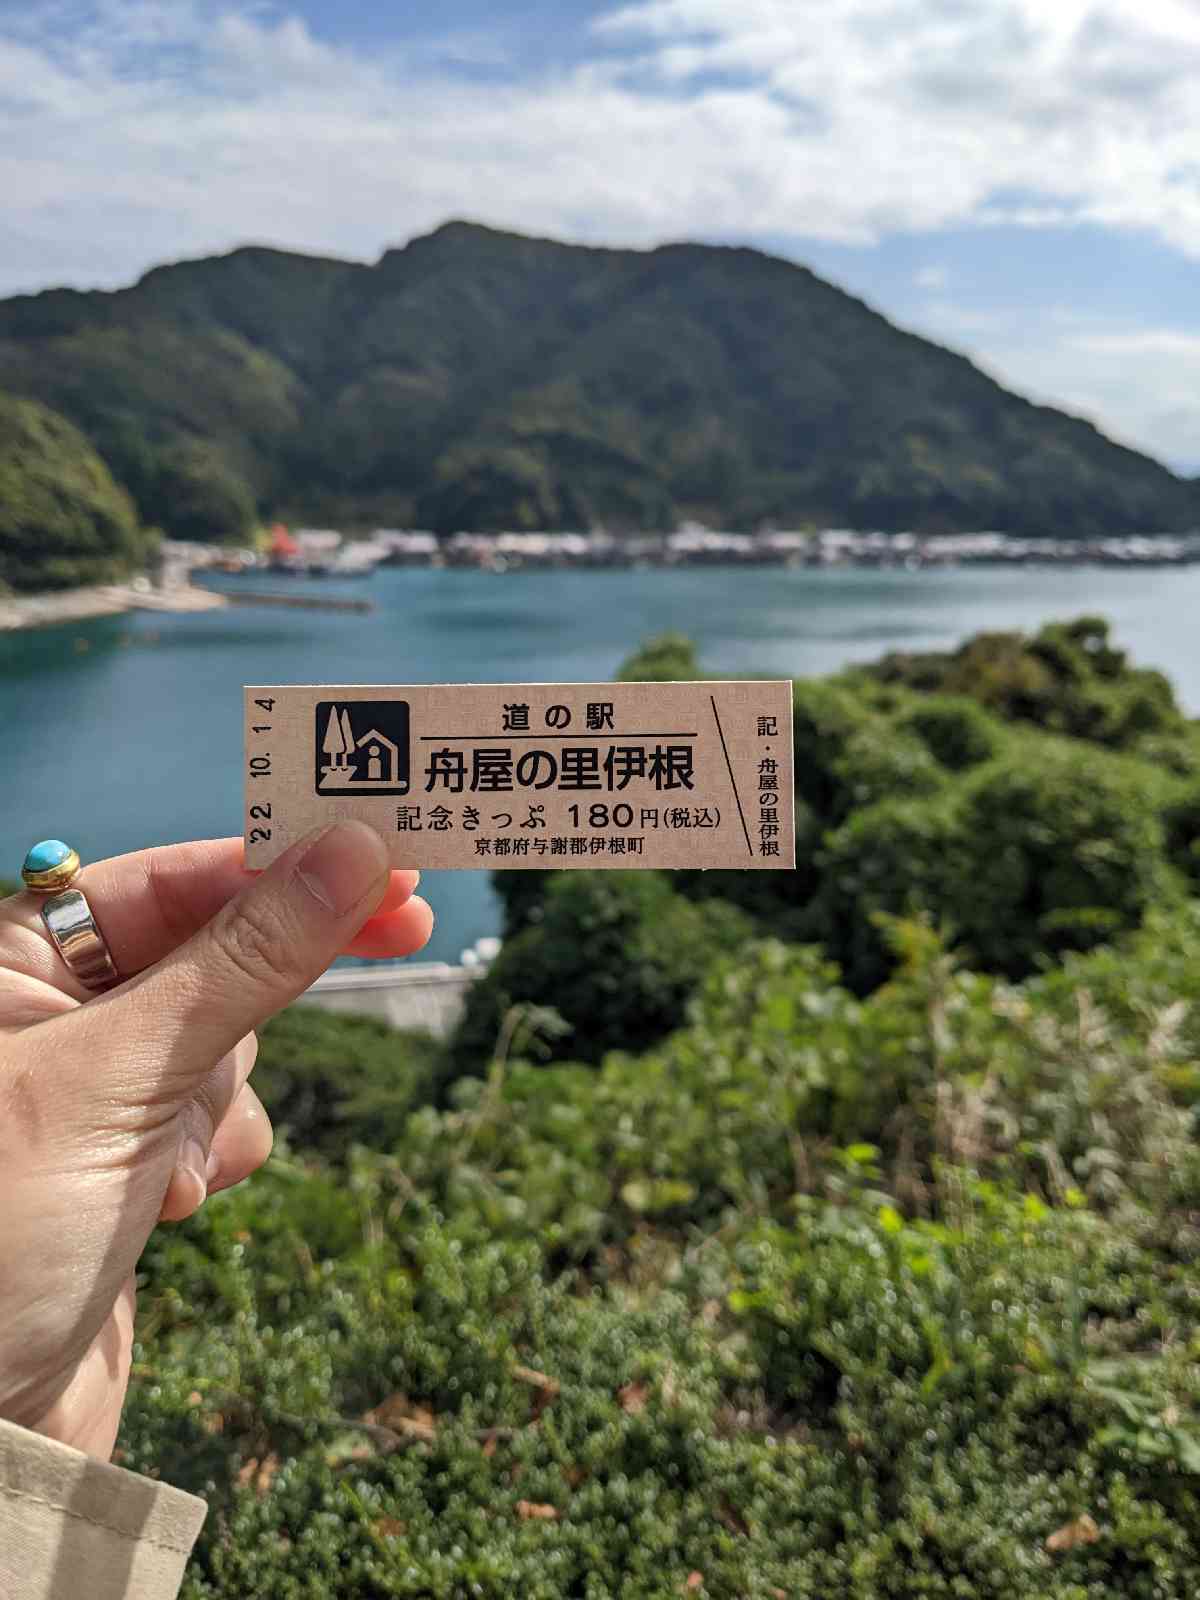 '22 10. 14
道の駅
舟屋の里伊根
記念きっぷ 180円(税込)
京都府与謝郡伊根町
記・舟屋の里伊根